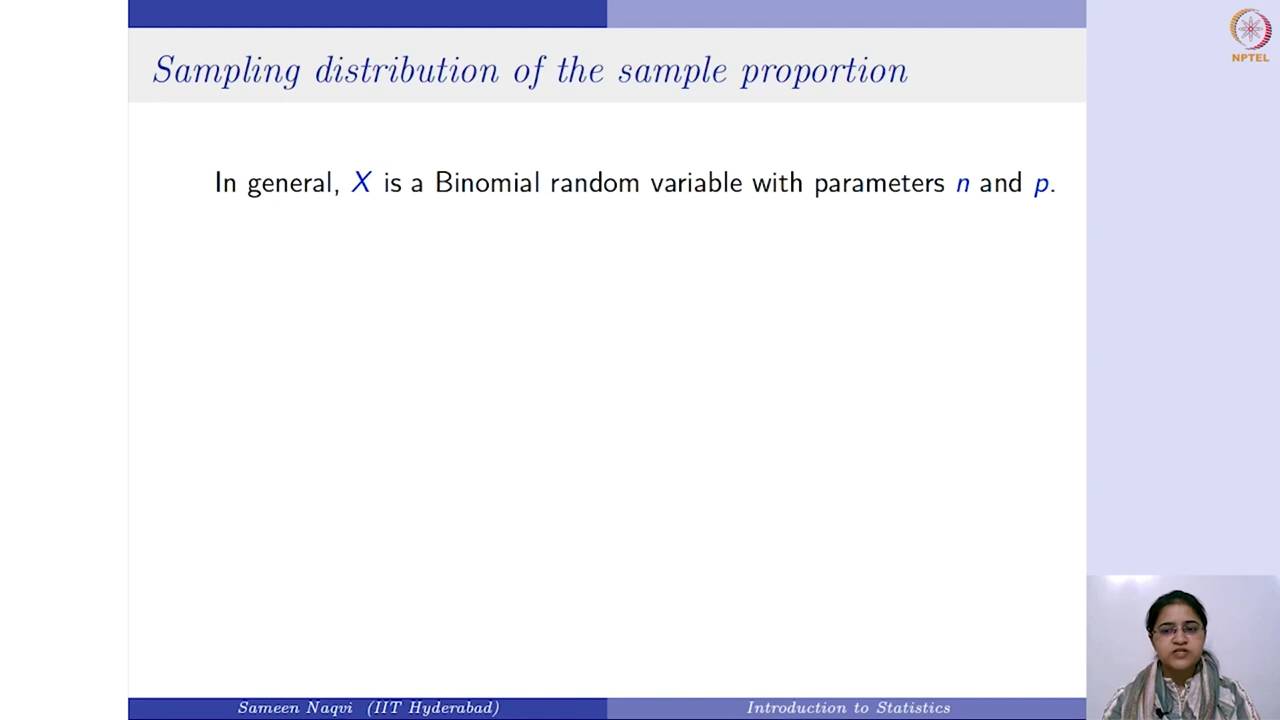 NPTEL
Sampling distribution of the sample proportion
In general, X is a Binomial random variable with parameters n and p.
Sameen Naqvi (IIT Hyderabad)
Introduction to Statistics